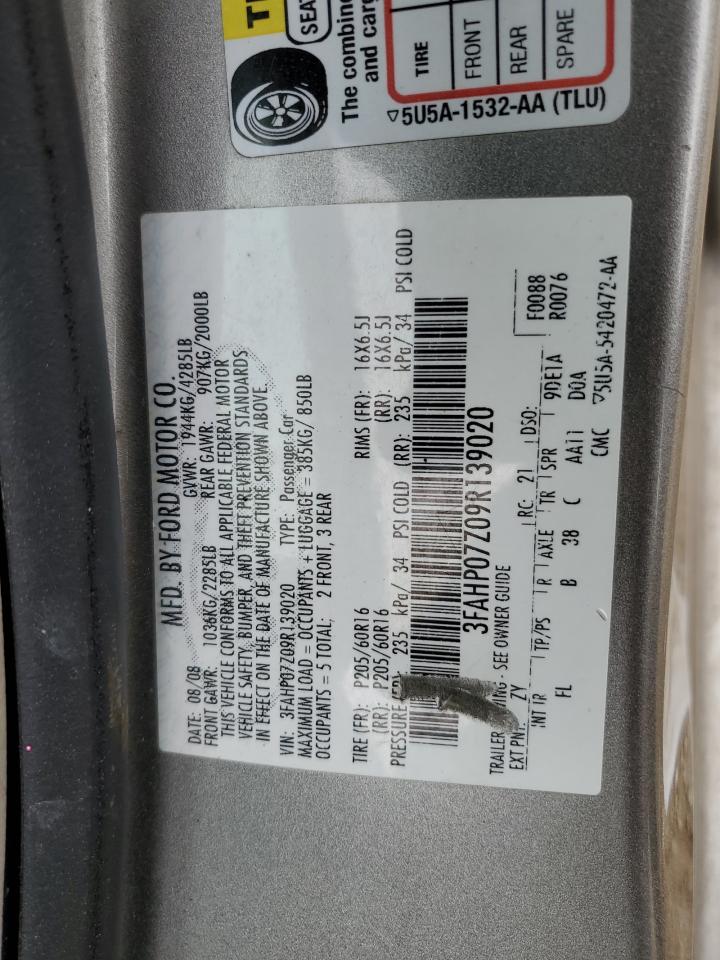 SEAT
The combine
and carg
TIRE
FRONT
REAR
SPARE
▽5U5A-1532-AA (TLU)
MFD. BY FORD MOTOR CO.
DATE: 08/08 GVWR: 1944KG/4285LB
FRONT GAWR: 1036KG/2285LB REAR GAWR: 907KG/2000LB
THIS VEHICLE CONFORMS TO ALL APPLICABLE FEDERAL MOTOR
VEHICLE SAFETY, BUMPER, AND THEFT PREVENTION STANDARDS
IN EFFECT ON THE DATE OF MANUFACTURE SHOWN ABOVE.
VIN: 3FAHP07Z09R139020 TYPE: Passenger Car
MAXIMUM LOAD = OCCUPANTS + LUGGAGE = 385KG/ 850LB
OCCUPANTS = 5 TOTAL; 2 FRONT, 3 REAR
TIRE (FR): P205/60R16 RIMS (FR): 16X6.5J
(RR): P205/60R16 (RR): 16X6.5J
PRESSURE 235 kPa/ 34 PSI COLD (RR): 235 kPa/ 34 PSI COLD
3FAHP07Z09R139020
TRAILER - SEE OWNER GUIDE
EXT PNT: ZY RC: 21 DSO: F0088
R0076
INT TR TP/PS R AXLE TR SPR 9DE1A
FL B 38 C AA11 D0A
CMC ▽5U5A-5420472-AA